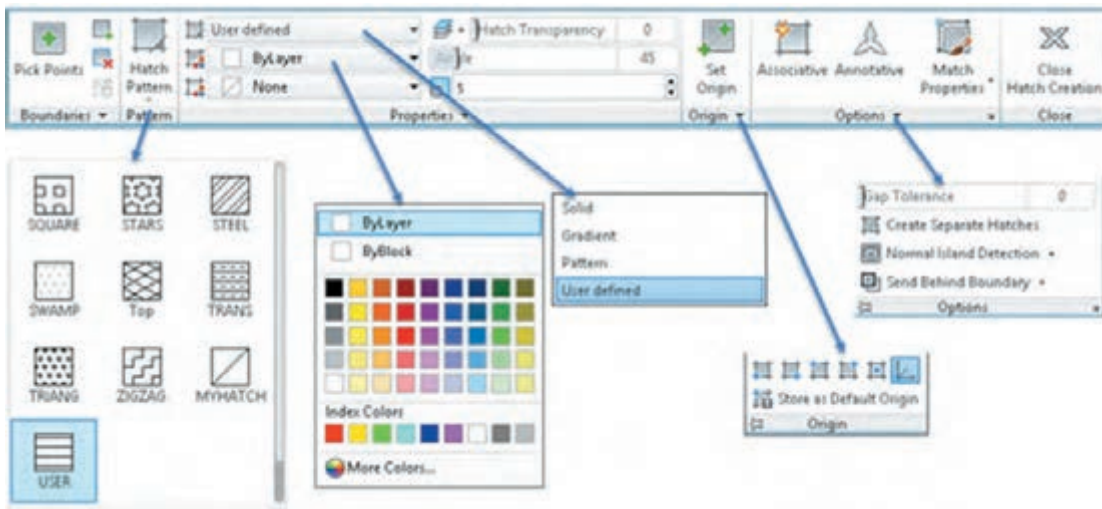 User defined
Hatch Transparency 0
Pick Points
Hatch Pattern
ByLayer
45
Set Origin
Associative
Annotative
Match Properties
Close Hatch Creation
None
5
Boundaries
Pattern
Properties
Origin
Options
Close
SQUARE
STARS
STEEL
SWAMP
Top
TRANS
TRIANG
ZIGZAG
MYHATCH
USER
ByLayer
ByBlock
Index Colors
More Colors...
Solid
Gradient
Pattern
User defined
Gap Tolerance 0
Create Separate Hatches
Normal Island Detection
Send Behind Boundary
Options
Store as Default Origin
Origin